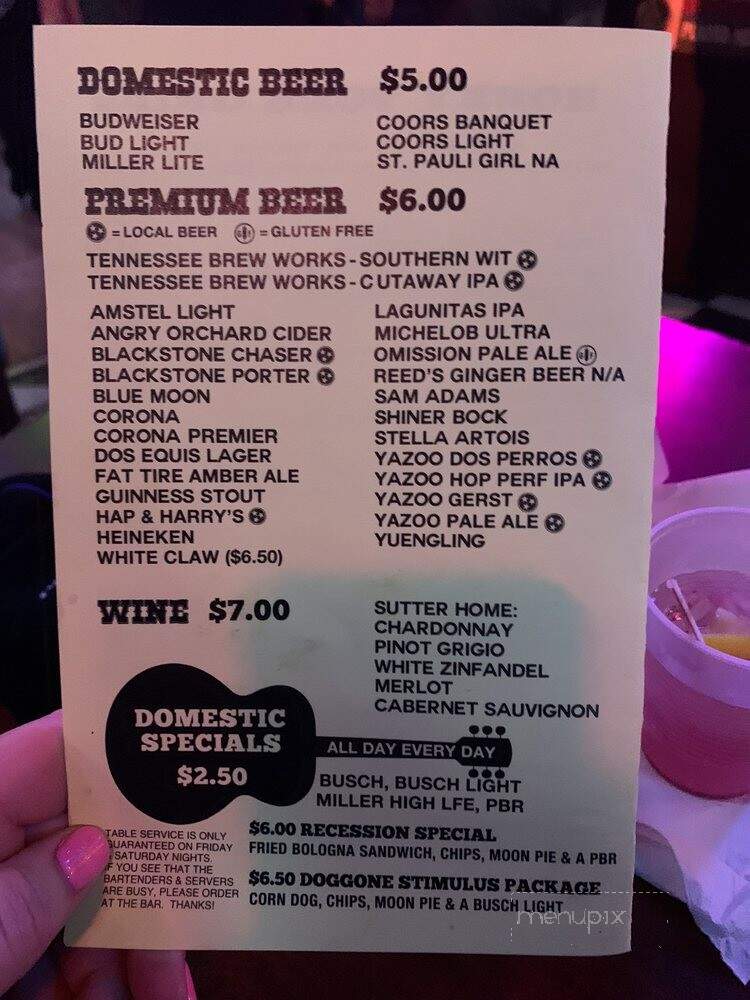 DOMESTIC BEER $5.00
BUDWEISER
BUD LIGHT
MILLER LITE
COORS BANQUET
COORS LIGHT
ST. PAULI GIRL NA
PREMIUM BEER $6.00
= LOCAL BEER = GLUTEN FREE
TENNESSEE BREW WORKS - SOUTHERN WIT
TENNESSEE BREW WORKS - CUTAWAY IPA
AMSTEL LIGHT
ANGRY ORCHARD CIDER
BLACKSTONE CHASER
BLACKSTONE PORTER
BLUE MOON
CORONA
CORONA PREMIER
DOS EQUIS LAGER
FAT TIRE AMBER ALE
GUINNESS STOUT
HAP & HARRY'S
HEINEKEN
WHITE CLAW ($6.50)
LAGUNITAS IPA
MICHELOB ULTRA
OMISSION PALE ALE
REED'S GINGER BEER N/A
SAM ADAMS
SHINER BOCK
STELLA ARTOIS
YAZOO DOS PERROS
YAZOO HOP PERF IPA
YAZOO GERST
YAZOO PALE ALE
YUENGLING
WINE $7.00
SUTTER HOME:
CHARDONNAY
PINOT GRIGIO
WHITE ZINFANDEL
MERLOT
CABERNET SAUVIGNON
DOMESTIC
SPECIALS
$2.50
ALL DAY EVERY DAY
BUSCH, BUSCH LIGHT
MILLER HIGH LFE, PBR
TABLE SERVICE IS ONLY
GUARANTEED ON FRIDAY
SATURDAY NIGHTS.
IF YOU SEE THAT THE
BARTENDERS & SERVERS
ARE BUSY, PLEASE ORDER
AT THE BAR. THANKS!
$6.00 RECESSION SPECIAL
FRIED BOLOGNA SANDWICH, CHIPS, MOON PIE & A PBR
$6.50 DOGGONE STIMULUS PACKAGE
CORN DOG, CHIPS, MOON PIE & A BUSCH LIGHT
menupix